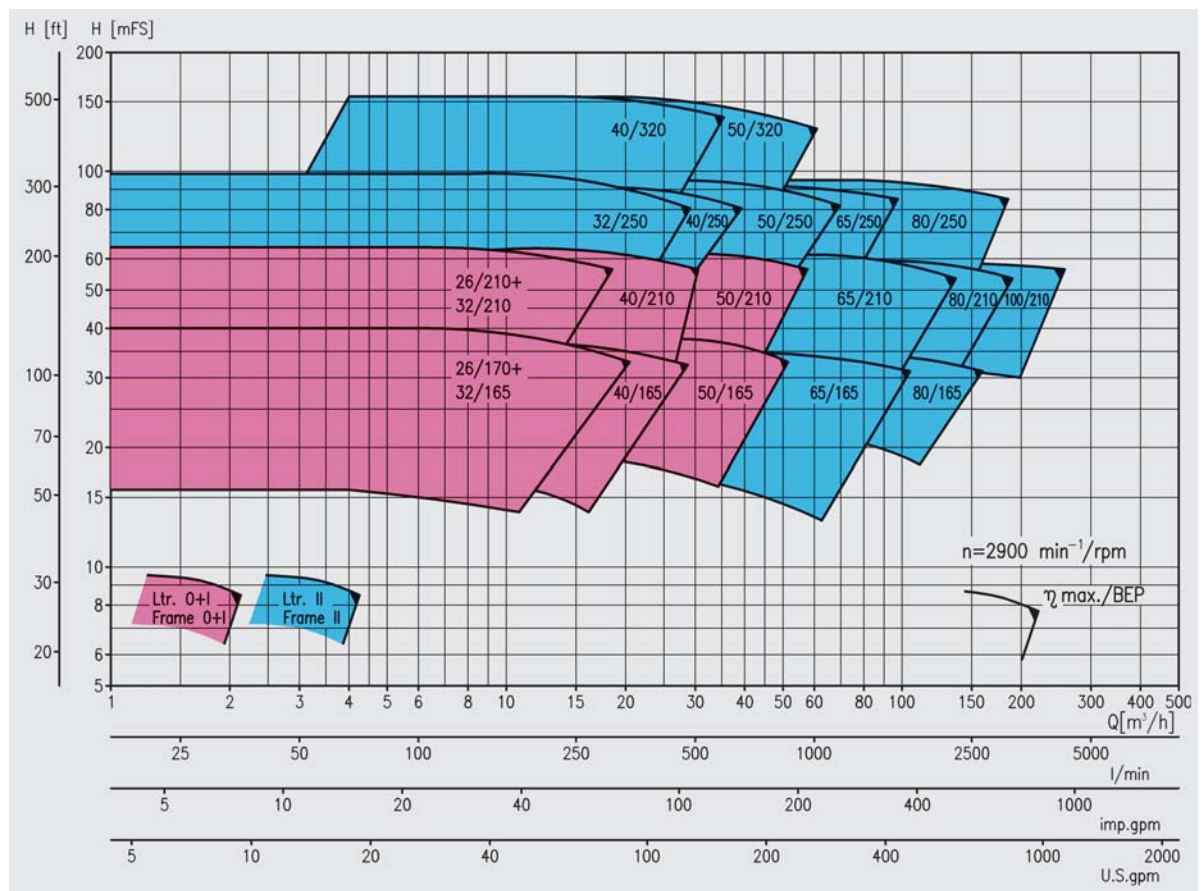 H [ft] H [mFS]
200
500
150
40/320 50/320
100
300
80
32/250 40/250 50/250 65/250 80/250
200
60
26/210+
32/210 40/210 50/210 65/210 80/210 100/210
50
40
26/170+
32/165 40/165 50/165 65/165 80/165
100
30
70
20
50
15
n=2900 min⁻¹/rpm
10
30
Ltr. 0+I
Frame 0+I
Ltr. II
Frame II
η max./BEP
8
20
6
5
1 2 3 4 5 6 8 10 15 20 30 40 50 60 80 100 150 200 300 400 500
Q[m³/h]
25 50 100 250 500 1000 2500 5000
l/min
5 10 20 40 100 200 400 1000
imp.gpm
5 10 20 40 100 200 400 1000 2000
U.S.gpm